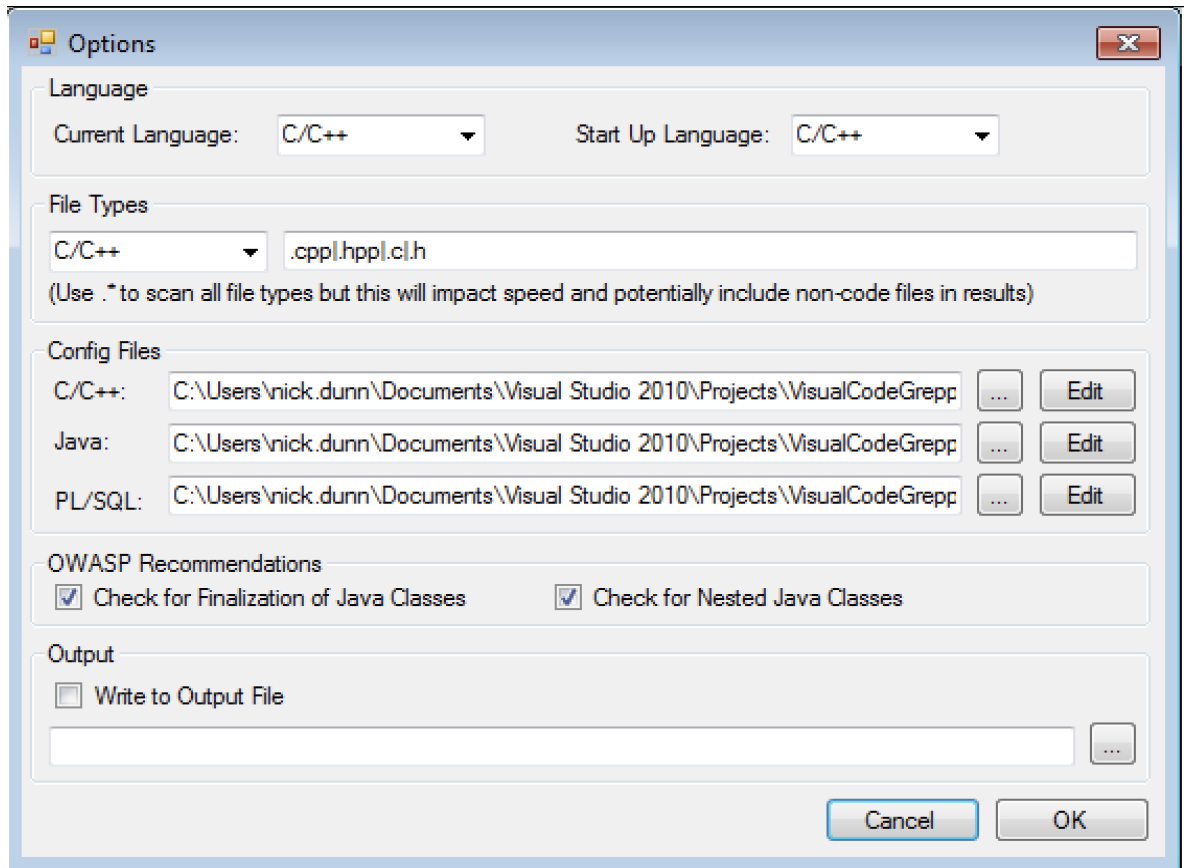 Options
Language
Current Language: C/C++ Start Up Language: C/C++
File Types
C/C++ .cpp|.hpp|.c|.h
(Use .* to scan all file types but this will impact speed and potentially include non-code files in results)
Config Files
C/C++: C:\Users\nick.dunn\Documents\Visual Studio 2010\Projects\VisualCodeGrepp ... Edit
Java: C:\Users\nick.dunn\Documents\Visual Studio 2010\Projects\VisualCodeGrepp ... Edit
PL/SQL: C:\Users\nick.dunn\Documents\Visual Studio 2010\Projects\VisualCodeGrepp ... Edit
OWASP Recommendations
Check for Finalization of Java Classes Check for Nested Java Classes
Output
Write to Output File
...
Cancel OK